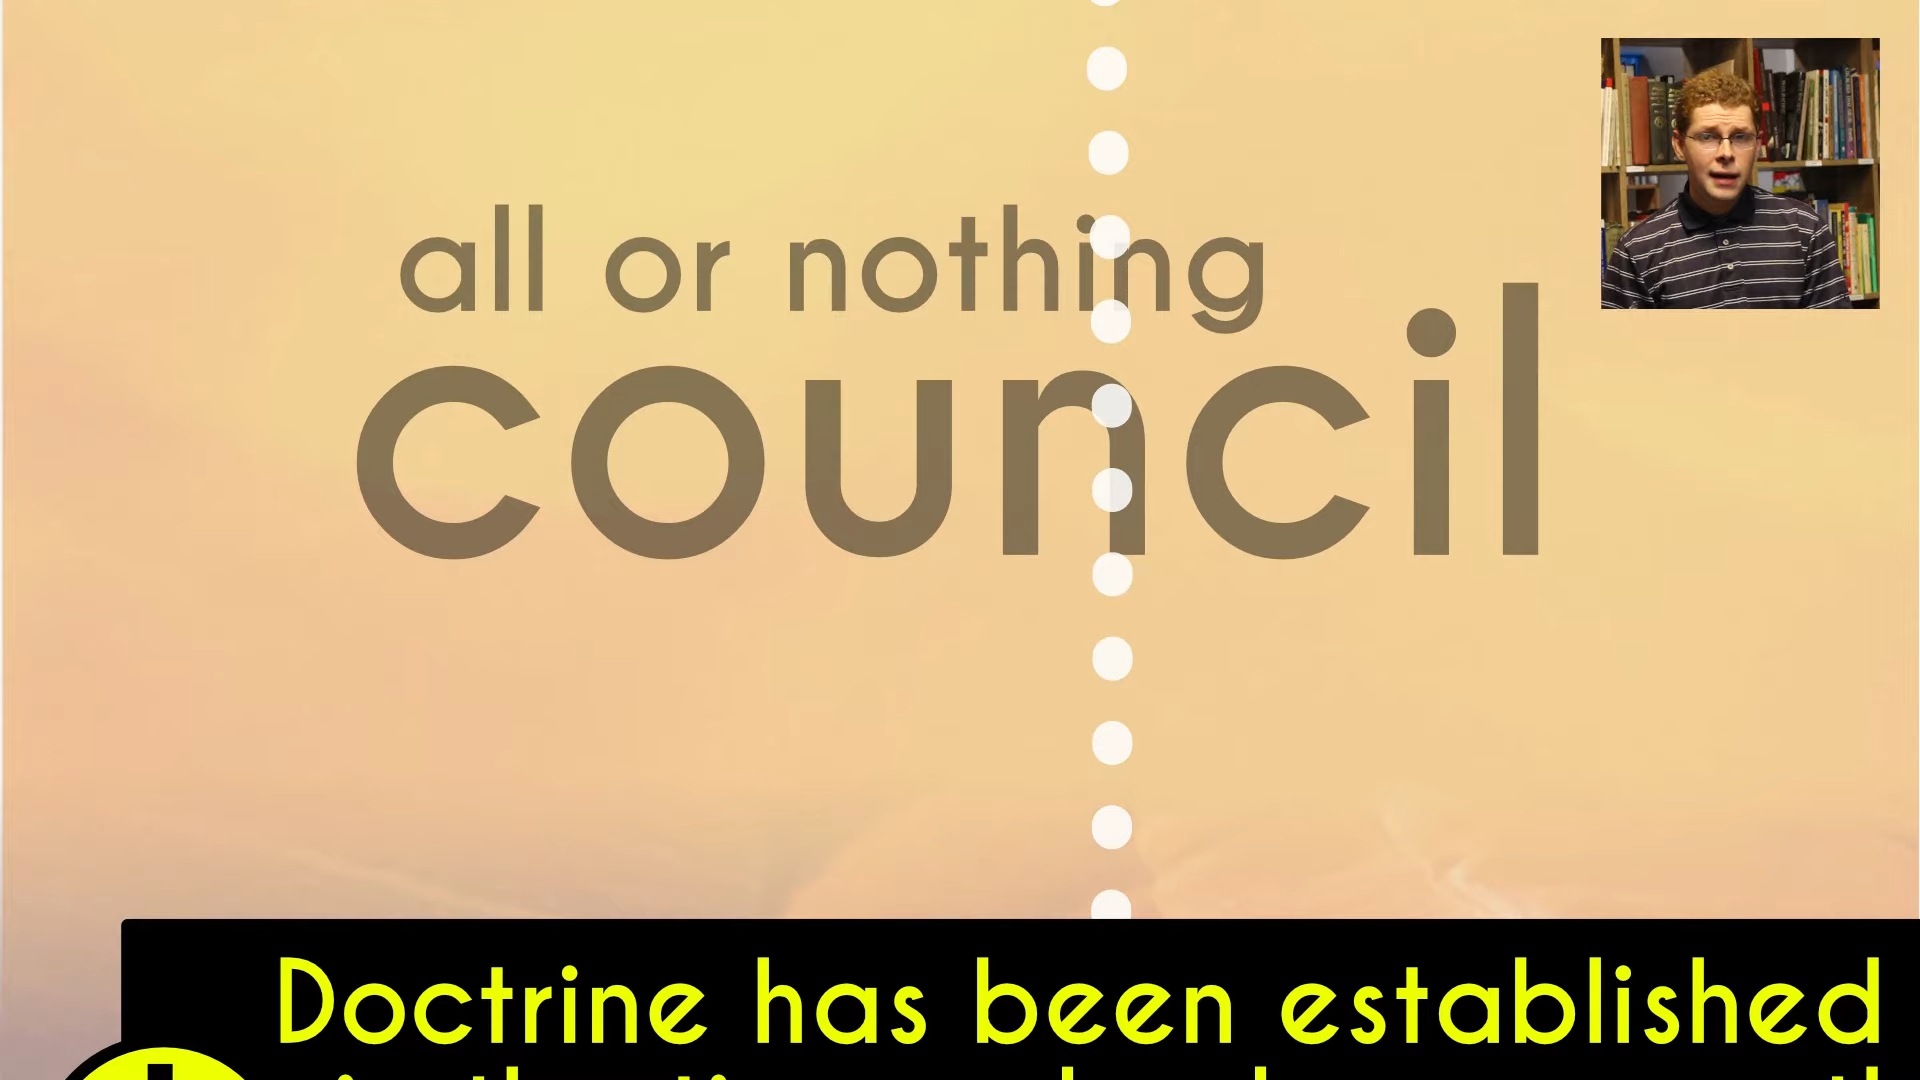 all or nothing
council
Doctrine has been established